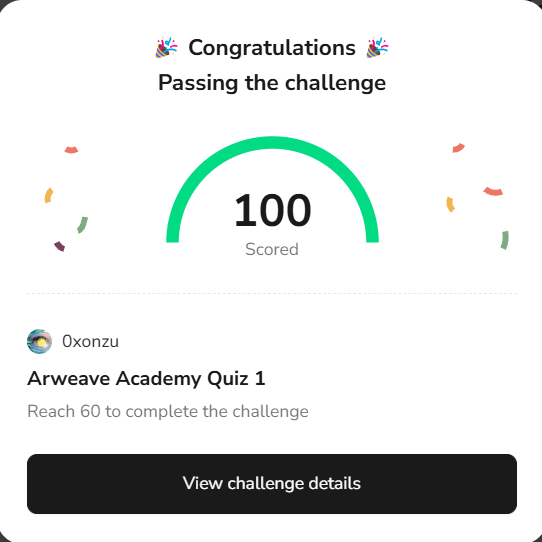 🎉 Congratulations 🎉
Passing the challenge
100
Scored
0xonzu
Arweave Academy Quiz 1
Reach 60 to complete the challenge
View challenge details